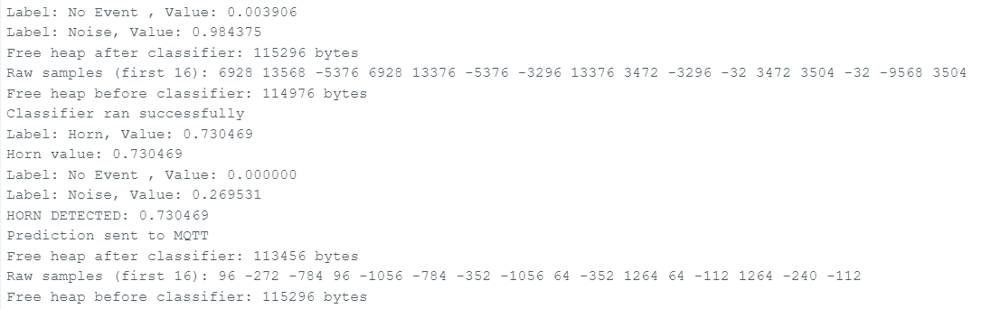 Label: No Event , Value: 0.003906
Label: Noise, Value: 0.984375
Free heap after classifier: 115296 bytes
Raw samples (first 16): 6928 13568 -5376 6928 13376 -5376 -3296 13376 3472 -3296 -32 3472 3504 -32 -9568 3504
Free heap before classifier: 114976 bytes
Classifier ran successfully
Label: Horn, Value: 0.730469
Horn value: 0.730469
Label: No Event , Value: 0.000000
Label: Noise, Value: 0.269531
HORN DETECTED: 0.730469
Prediction sent to MQTT
Free heap after classifier: 113456 bytes
Raw samples (first 16): 96 -272 -784 96 -1056 -784 -352 -1056 64 -352 1264 64 -112 1264 -240 -112
Free heap before classifier: 115296 bytes